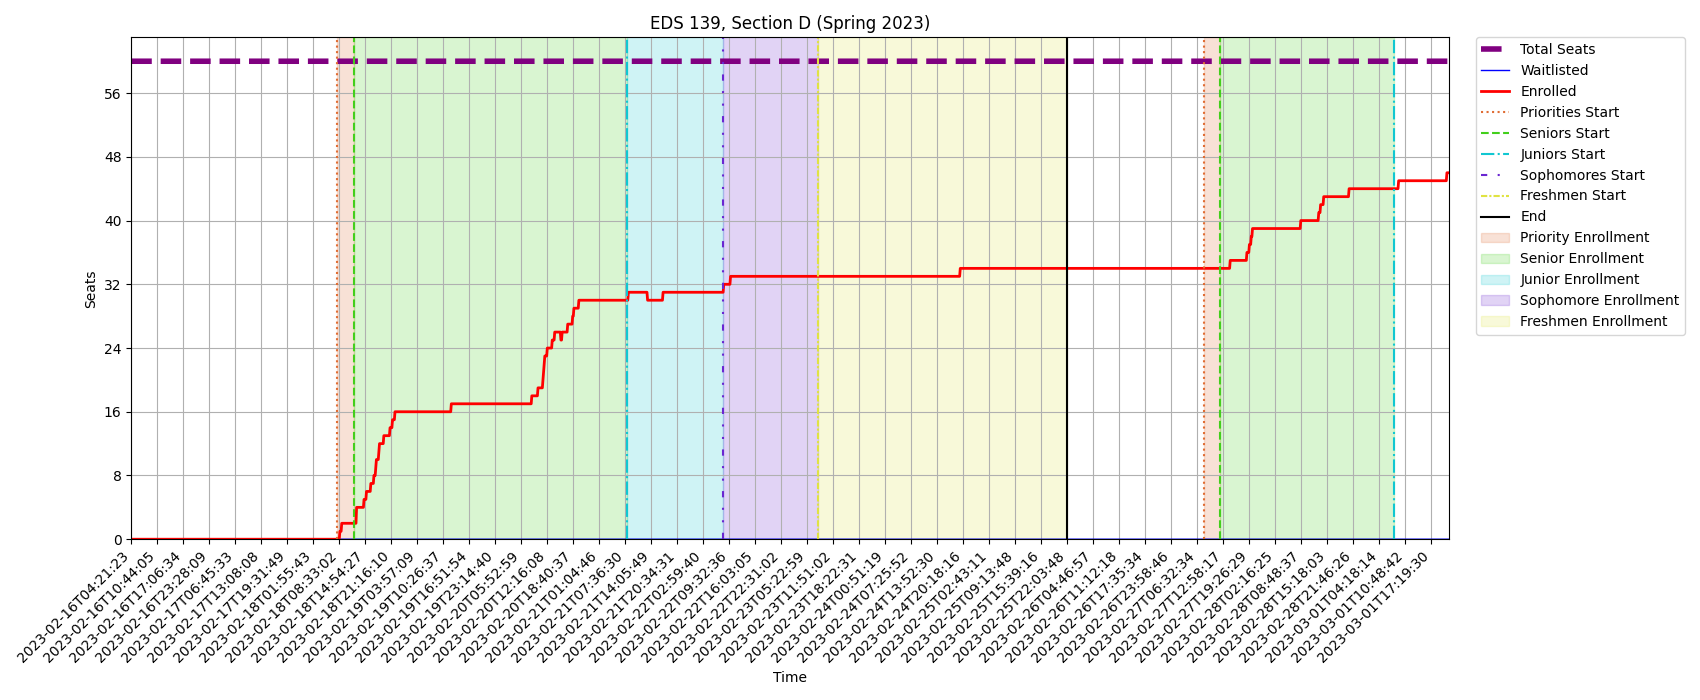 EDS 139, Section D (Spring 2023)
Seats
56
48
40
32
24
16
8
0
2023-02-16T04:21:23
2023-02-16T10:44:05
2023-02-16T17:06:34
2023-02-16T23:28:09
2023-02-17T06:45:33
2023-02-17T13:08:08
2023-02-17T19:31:49
2023-02-18T01:55:43
2023-02-18T08:33:02
2023-02-18T14:54:27
2023-02-18T21:16:10
2023-02-19T03:57:09
2023-02-19T10:26:37
2023-02-19T16:51:54
2023-02-19T23:14:40
2023-02-20T05:52:59
2023-02-20T12:16:08
2023-02-20T18:40:37
2023-02-21T01:04:46
2023-02-21T07:36:30
2023-02-21T14:05:49
2023-02-21T20:34:31
2023-02-22T02:59:40
2023-02-22T09:32:36
2023-02-22T16:03:05
2023-02-22T22:31:02
2023-02-23T05:22:59
2023-02-23T11:51:02
2023-02-23T18:22:31
2023-02-24T00:51:19
2023-02-24T07:25:52
2023-02-24T13:52:30
2023-02-24T20:18:16
2023-02-25T02:43:11
2023-02-25T09:13:48
2023-02-25T15:39:16
2023-02-25T22:03:48
2023-02-26T04:46:57
2023-02-26T11:12:18
2023-02-26T17:35:34
2023-02-26T23:58:46
2023-02-27T06:32:34
2023-02-27T12:58:17
2023-02-27T19:26:29
2023-02-28T02:16:25
2023-02-28T08:48:37
2023-02-28T15:18:03
2023-02-28T21:46:26
2023-03-01T04:18:14
2023-03-01T10:48:42
2023-03-01T17:19:30
Time
Total Seats
Waitlisted
Enrolled
Priorities Start
Seniors Start
Juniors Start
Sophomores Start
Freshmen Start
End
Priority Enrollment
Senior Enrollment
Junior Enrollment
Sophomore Enrollment
Freshmen Enrollment